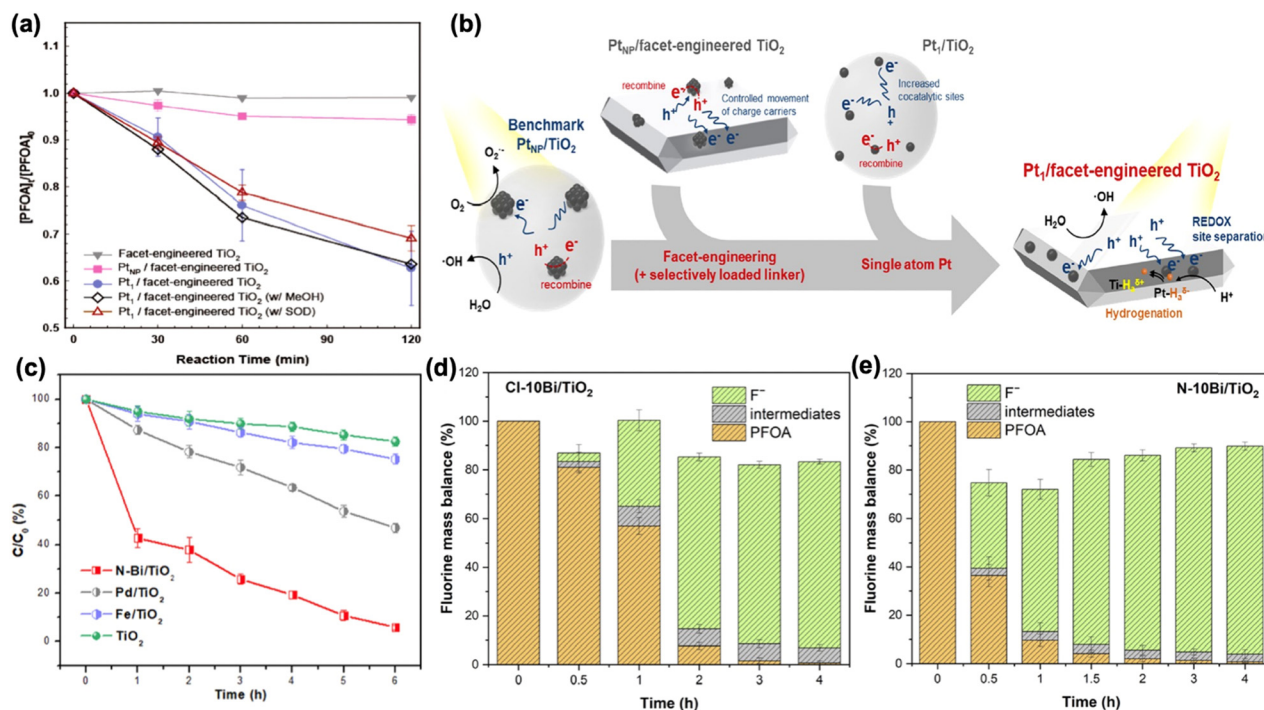 (a)
1.1
1.0
0.9
0.8
0.7
0.6
0.5
[PFOA]t/[PFOA]0
Facet-engineered TiO2
PtNP / facet-engineered TiO2
Pt1 / facet-engineered TiO2
Pt1 / facet-engineered TiO2 (w/ MeOH)
Pt1 / facet-engineered TiO2 (w/ SOD)
0 30 60 120
Reaction Time (min)
(b)
PtNP/facet-engineered TiO2
Pt1/TiO2
recombine
e-
h+
h+
Controlled movement
of charge carriers
e- e-
e-
Increased
cocatalytic sites
e-
h
+
e- h+
recombine
Benchmark
PtNP/TiO2
O2·-
O2
e-
h+
e-
h+
·OH
H2O
recombine
Facet-engineering
(+ selectively loaded linker)
Single atom Pt
Pt1/facet-engineered TiO2
·OH
H2O
h+
h+ h+
REDOX
site separation
e-
e- e-
Ti-Haδ+
Pt-Haδ-
H+
Hydrogenation
(c)
100
80
60
40
20
0
C/C0 (%)
N-Bi/TiO2
Pd/TiO2
Fe/TiO2
TiO2
0 1 2 3 4 5 6
Time (h)
(d)
120
100
80
60
40
20
0
Fluorine mass balance (%)
Cl-10Bi/TiO2
F−
intermediates
PFOA
0 0.5 1 2 3 4
Time (h)
(e)
120
100
80
60
40
20
0
Fluorine mass balance (%)
F−
N-10Bi/TiO2
intermediates
PFOA
0 0.5 1 1.5 2 3 4
Time (h)